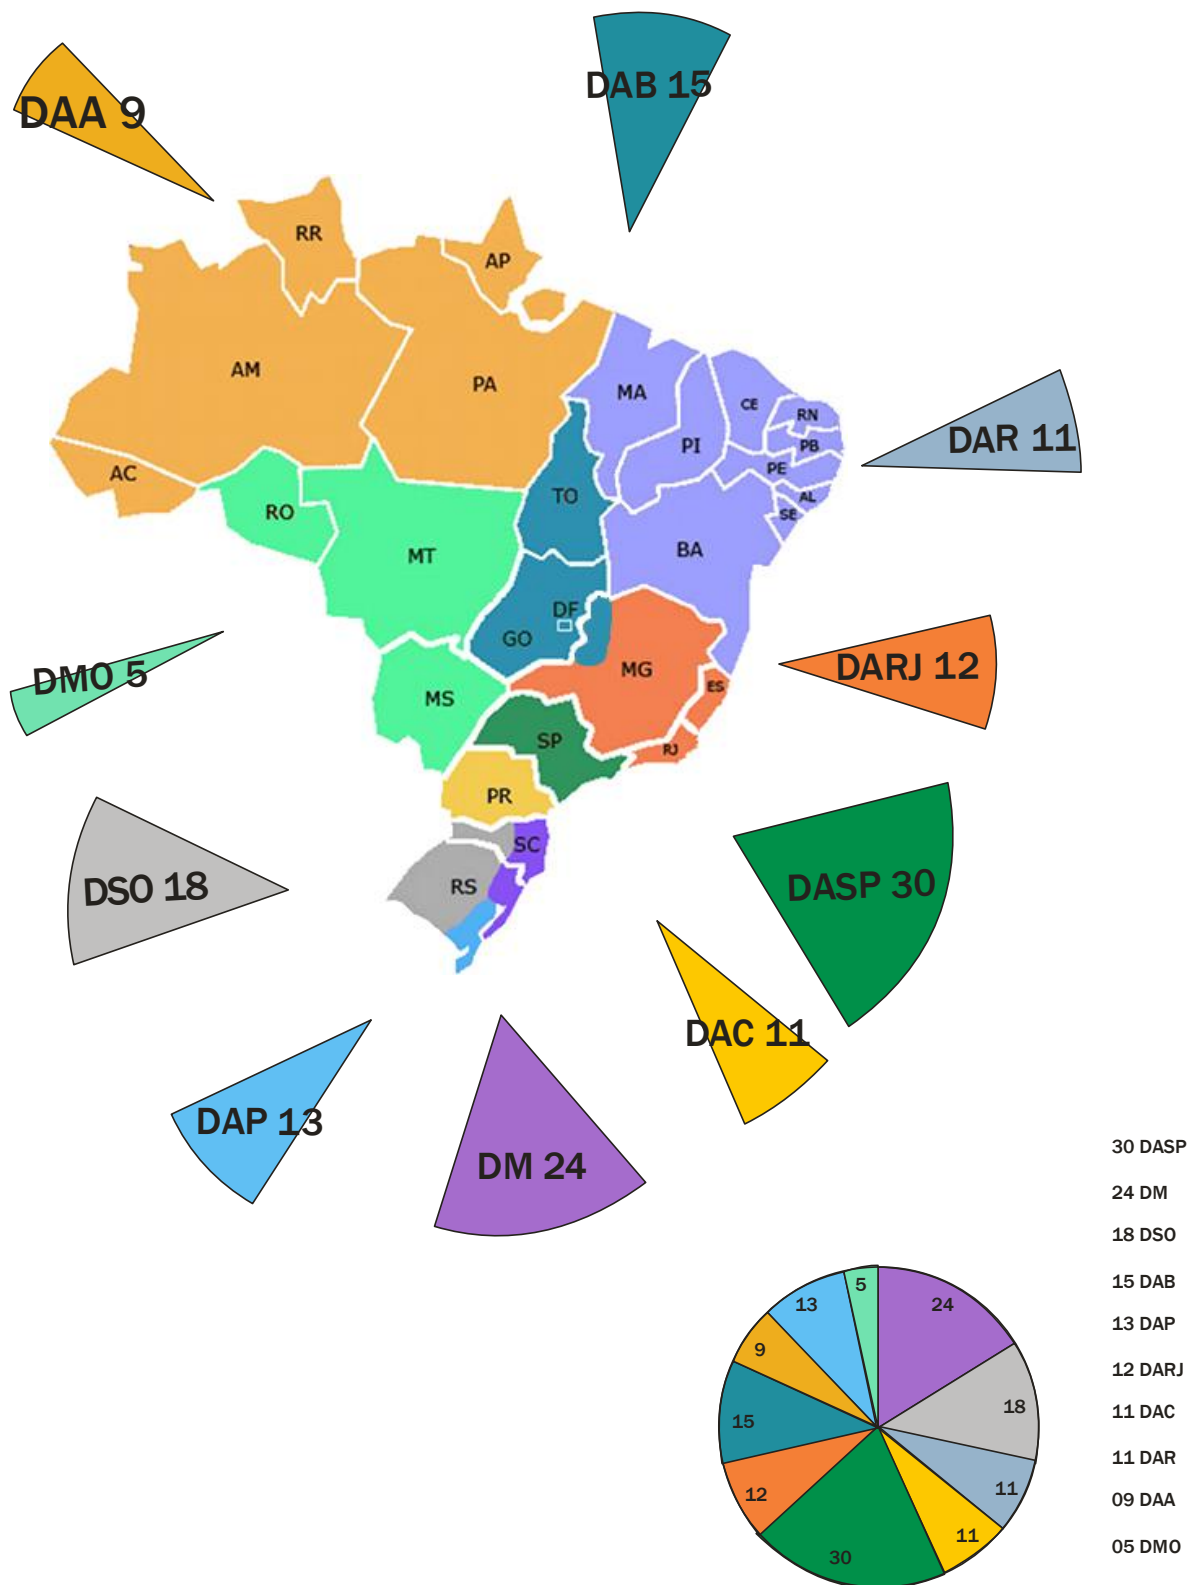 DAB 15
DAA 9
RR
AP
AM
PA
MA
CE
RN
PI
PB
DAR 11
PE
AC
TO
AL
RO
SE
MT
BA
DF
GO
DMO 5
MG
DARJ 12
MS
ES
SP
RJ
PR
SC
DSO 18
RS
DASP 30
DAC 11
DAP 13
DM 24
30 DASP
24 DM
18 DSO
15 DAB
13 DAP
12 DARJ
11 DAC
11 DAR
09 DAA
05 DMO
5
13
24
9
18
15
11
12
11
30